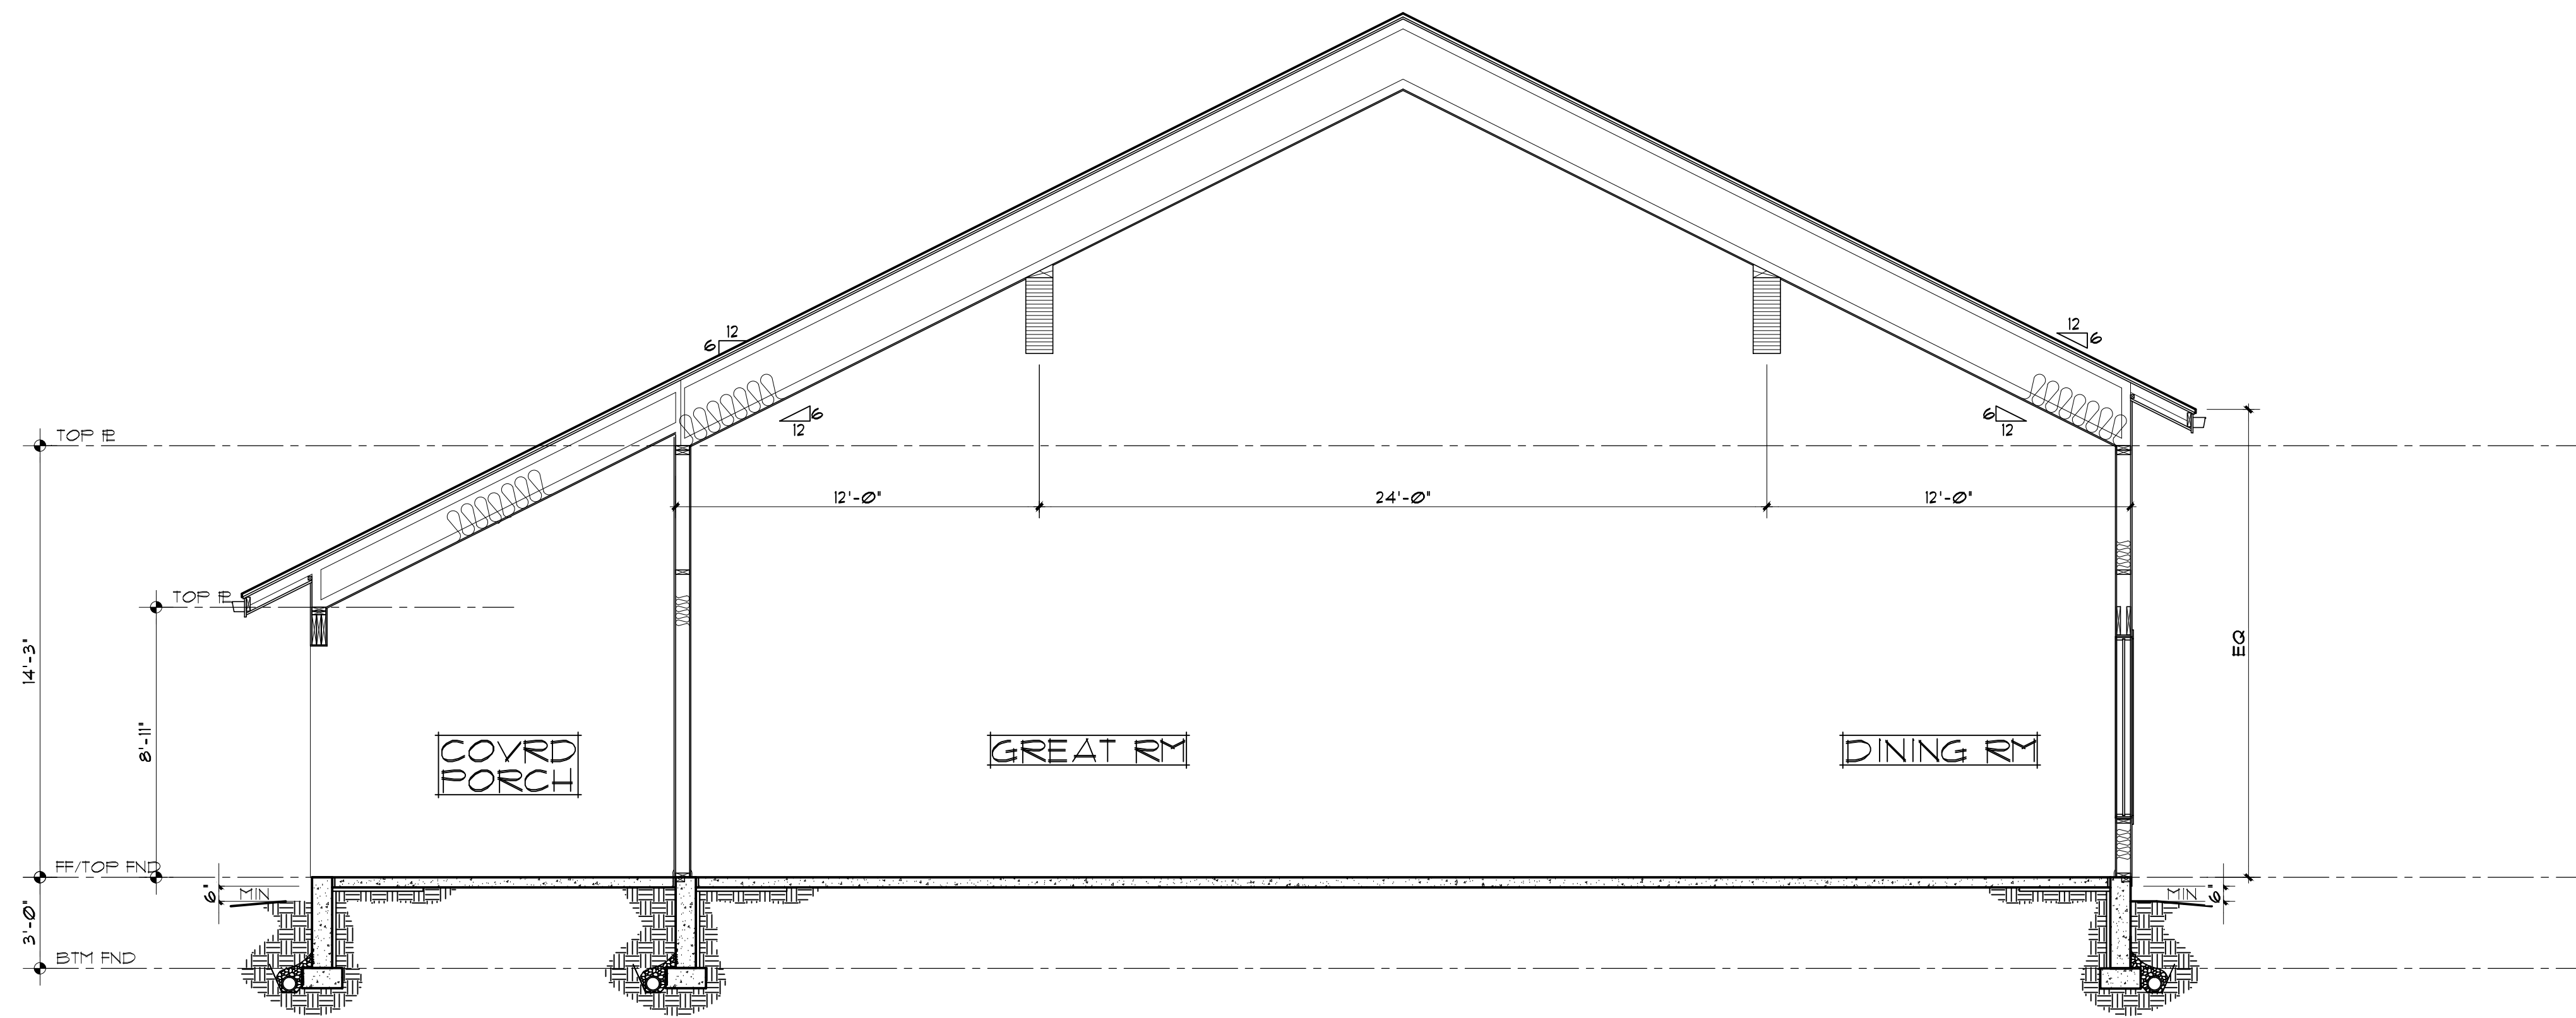 12
6
12
6
6
12
6
12
TOP PL
12'-0"
24'-0"
12'-0"
TOP PL
14'-3"
8'-11"
EQ
COVRD
PORCH
GREAT RM
DINING RM
FF/TOP FND
6"
MIN
MIN
6"
3'-0"
BTM FND